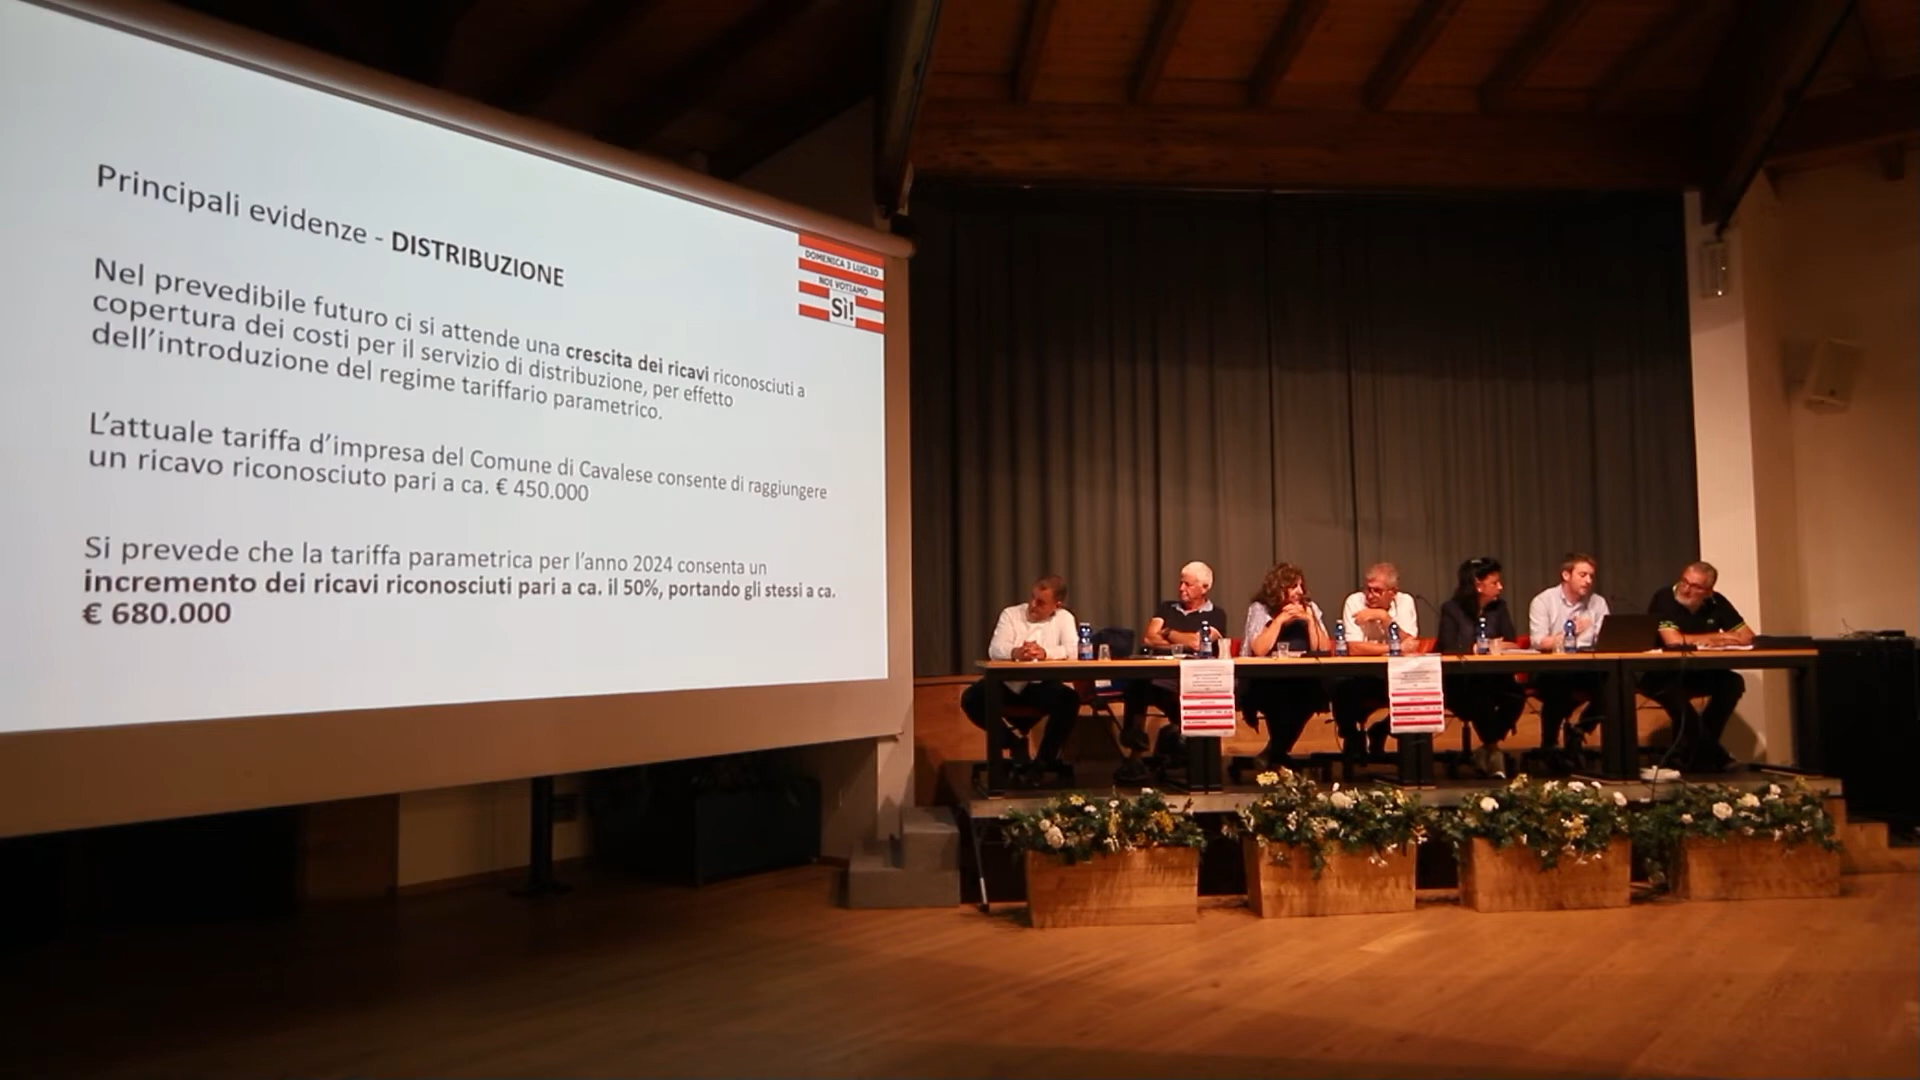 Principali evidenze - DISTRIBUZIONE
DOMENICA 3 LUGLIO
NOI VOTIAMO
Sì!
Nel prevedibile futuro ci si attende una crescita dei ricavi riconosciuti a
copertura dei costi per il servizio di distribuzione, per effetto
dell'introduzione del regime tariffario parametrico.
L'attuale tariffa d'impresa del Comune di Cavalese consente di raggiungere
un ricavo riconosciuto pari a ca. € 450.000
Si prevede che la tariffa parametrica per l'anno 2024 consenta un
incremento dei ricavi riconosciuti pari a ca. il 50%, portando gli stessi a ca.
€ 680.000